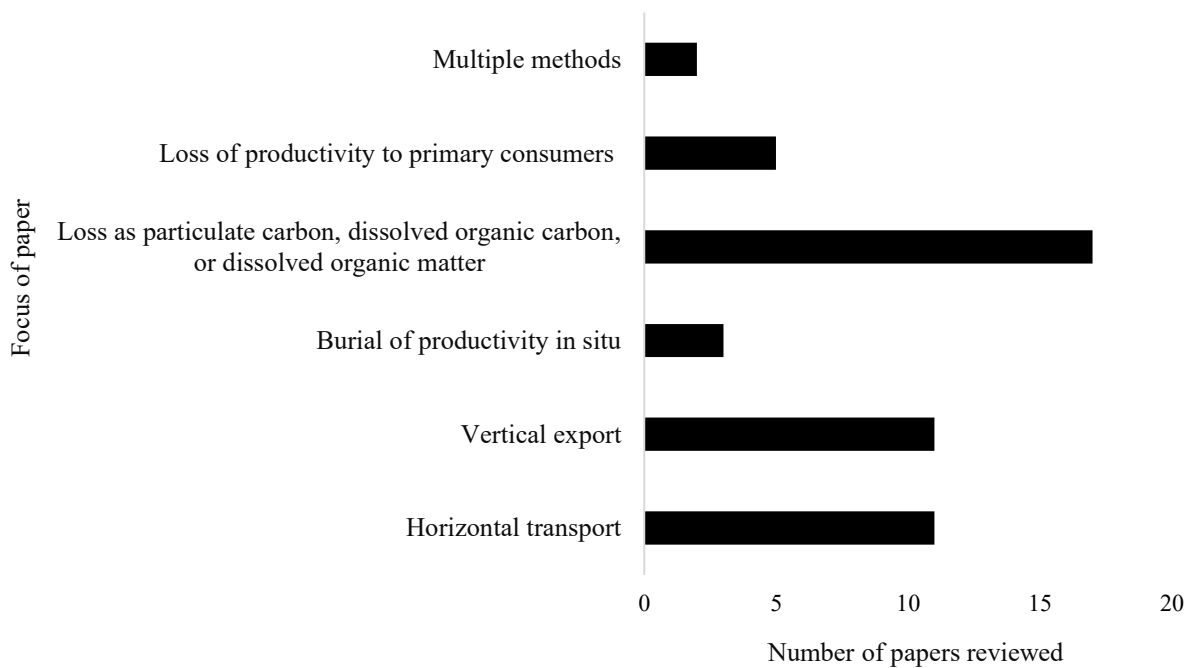 Focus of paper
Multiple methods
Loss of productivity to primary consumers
Loss as particulate carbon, dissolved organic carbon,
or dissolved organic matter
Burial of productivity in situ
Vertical export
Horizontal transport
0 5 10 15 20
Number of papers reviewed